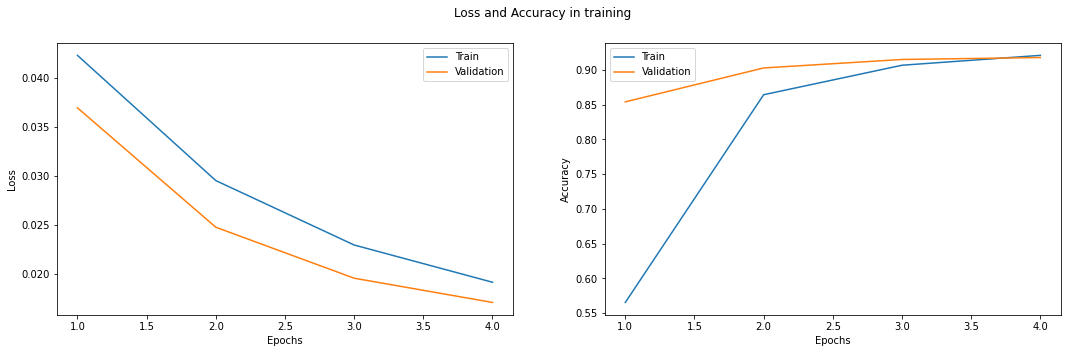 Loss and Accuracy in training
Train
Validation
0.040
0.035
0.030
0.025
0.020
Loss
1.0 1.5 2.0 2.5 3.0 3.5 4.0
Epochs
Train
Validation
0.90
0.85
0.80
0.75
0.70
0.65
0.60
0.55
Accuracy
1.0 1.5 2.0 2.5 3.0 3.5 4.0
Epochs